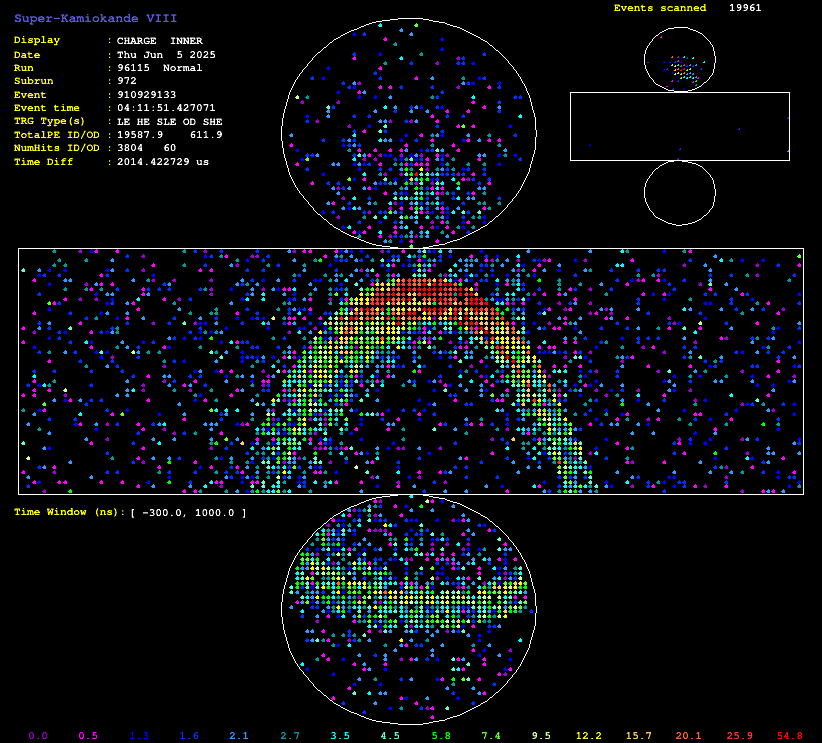 Super-Kamiokande VIII
Events scanned 19961
Display : CHARGE INNER
Date : Thu Jun 5 2025
Run : 96115 Normal
Subrun : 972
Event : 910929133
Event time : 04:11:51.427071
TRG Type(s) : LE HE SLE OD SHE
TotalPE ID/OD : 19587.9 611.9
NumHits ID/OD : 3804 60
Time Diff : 2014.422729 us
Time Window (ns): [ -300.0, 1000.0 ]
0.0 0.5 1.3 1.6 2.1 2.7 3.5 4.5 5.8 7.4 9.5 12.2 15.7 20.1 25.9 54.8